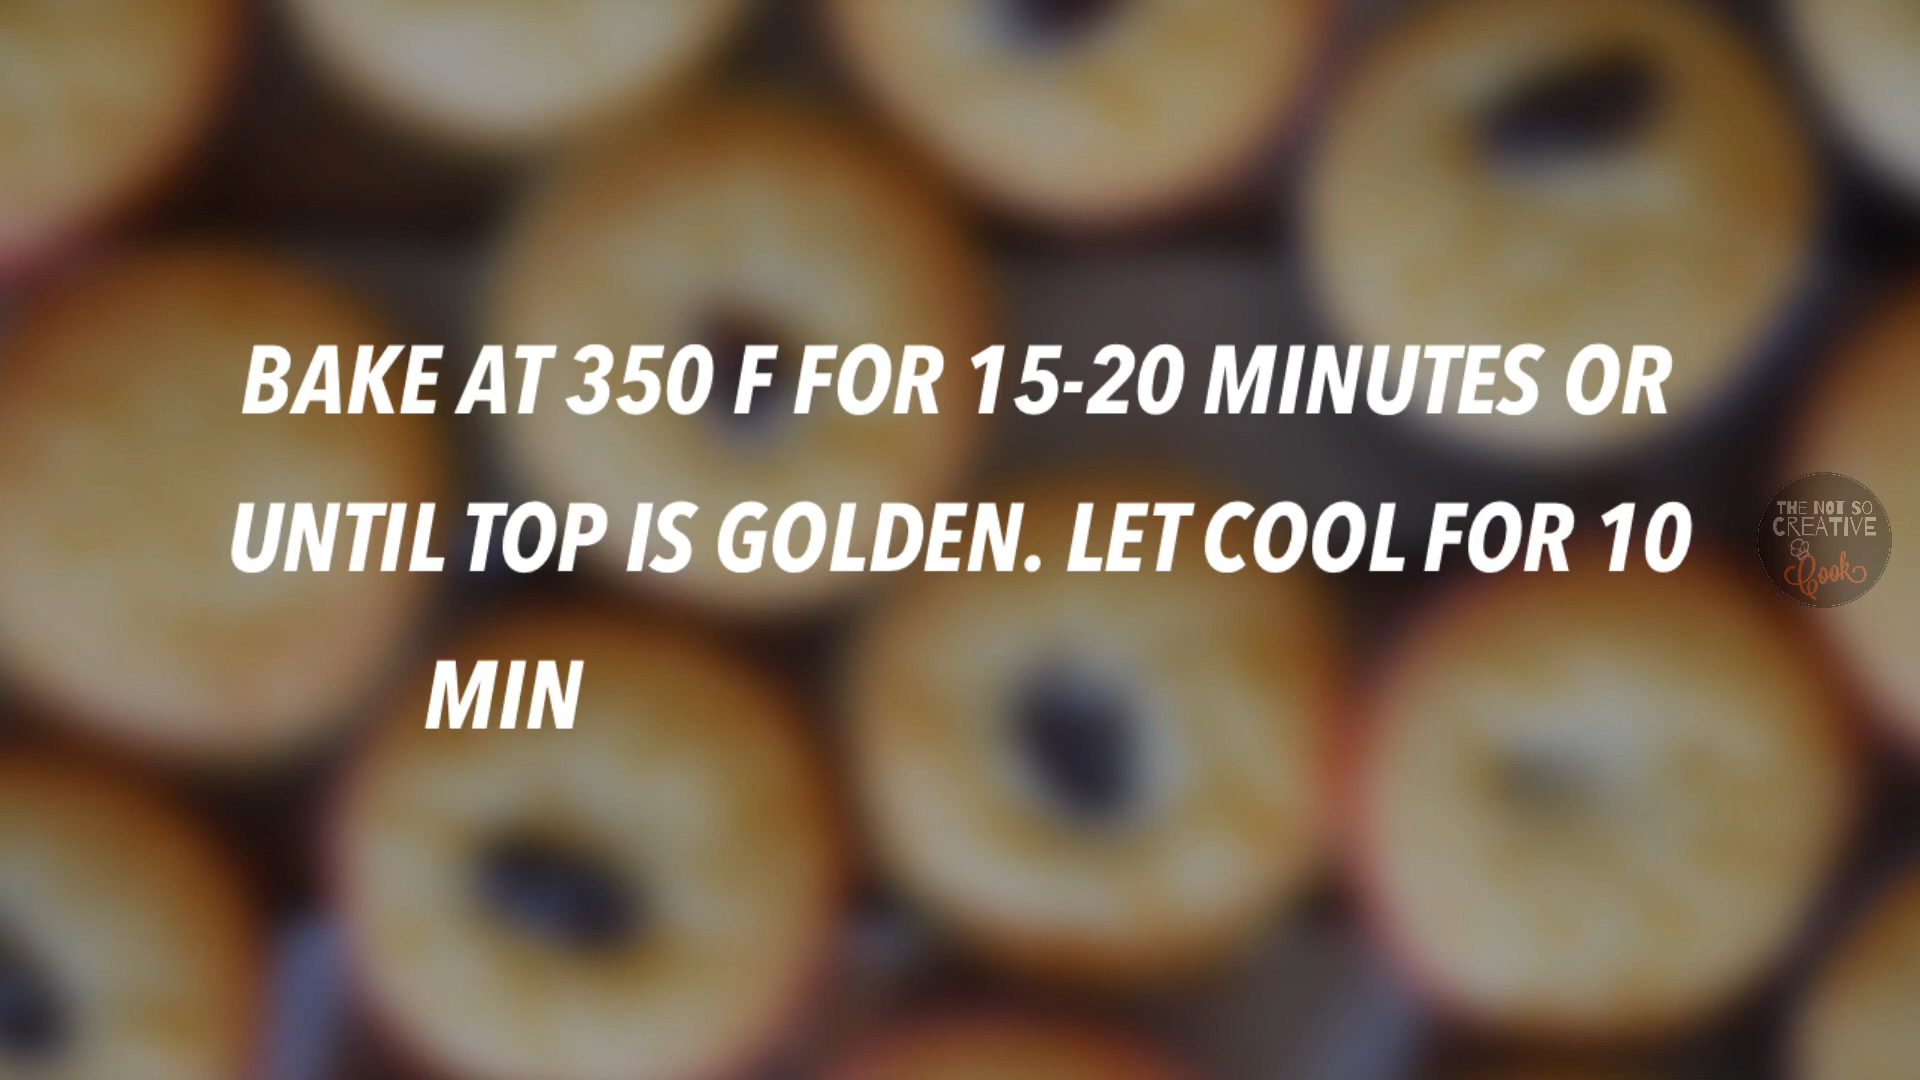 BAKE AT 350 F FOR 15-20 MINUTES OR
UNTIL TOP IS GOLDEN. LET COOL FOR 10
MIN
THE NOT SO
CREATIVE
Cook